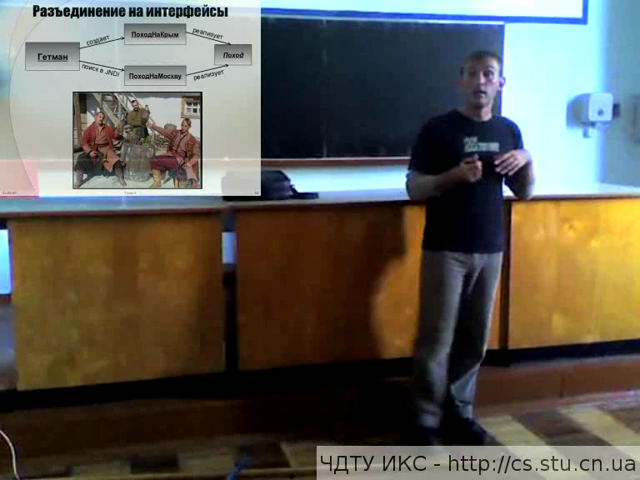 Разъединение на интерфейсы
Гетман
создает
ПоходНаКрым
реализует
Поход
поиск в JNDI
ПоходНаМоскву
реализует
ЧДТУ ИКС - http://cs.stu.cn.ua